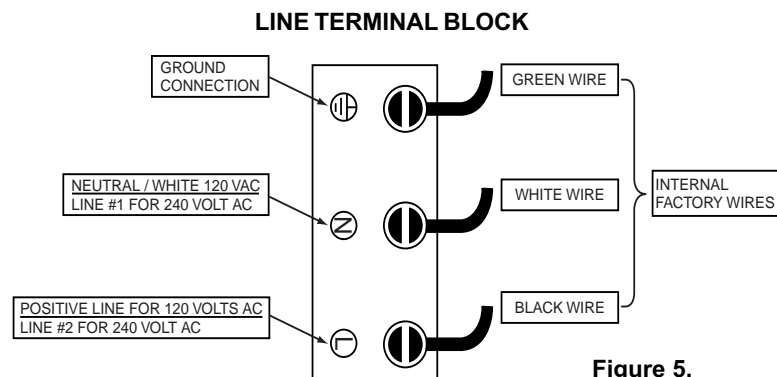 LINE TERMINAL BLOCK
GROUND
CONNECTION
GREEN WIRE
NEUTRAL / WHITE 120 VAC
LINE #1 FOR 240 VOLT AC
N
WHITE WIRE
INTERNAL
FACTORY WIRES
POSITIVE LINE FOR 120 VOLTS AC
LINE #2 FOR 240 VOLT AC
L
BLACK WIRE
Figure 5.